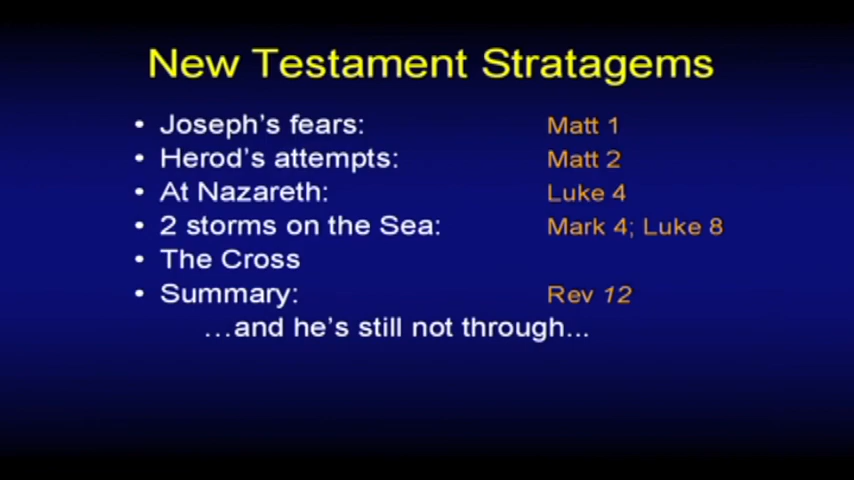 New Testament Stratagems
• Joseph's fears: Matt 1
• Herod's attempts: Matt 2
• At Nazareth: Luke 4
• 2 storms on the Sea: Mark 4; Luke 8
• The Cross
• Summary: Rev 12
…and he's still not through...